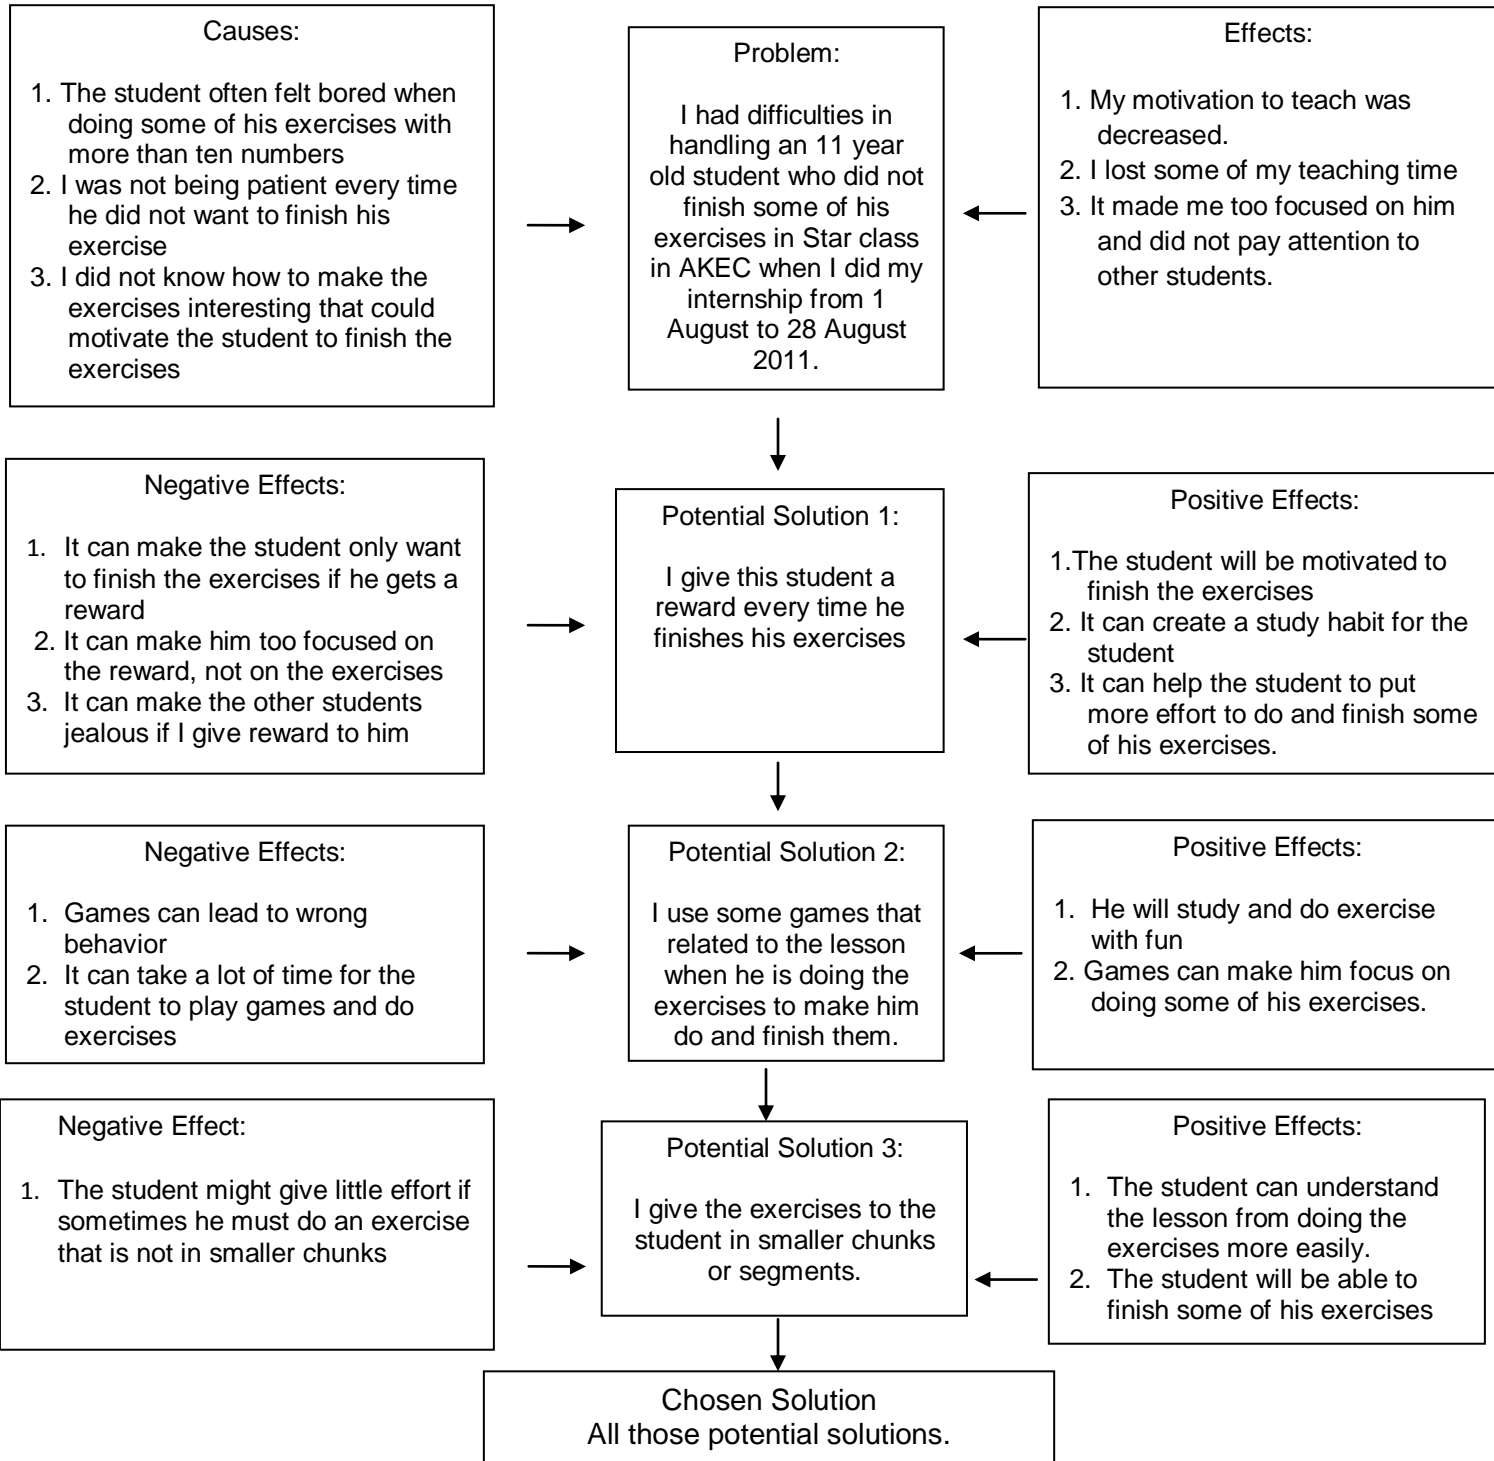 Causes:
1. The student often felt bored when
doing some of his exercises with
more than ten numbers
2. I was not being patient every time
he did not want to finish his
exercise
3. I did not know how to make the
exercises interesting that could
motivate the student to finish the
exercises
Problem:
I had difficulties in
handling an 11 year
old student who did not
finish some of his
exercises in Star class
in AKEC when I did my
internship from 1
August to 28 August
2011.
Effects:
1. My motivation to teach was
decreased.
2. I lost some of my teaching time
3. It made me too focused on him
and did not pay attention to
other students.
Negative Effects:
1. It can make the student only want
to finish the exercises if he gets a
reward
2. It can make him too focused on
the reward, not on the exercises
3. It can make the other students
jealous if I give reward to him
Potential Solution 1:
I give this student a
reward every time he
finishes his exercises
Positive Effects:
1.The student will be motivated to
finish the exercises
2. It can create a study habit for the
student
3. It can help the student to put
more effort to do and finish some
of his exercises.
Negative Effects:
1. Games can lead to wrong
behavior
2. It can take a lot of time for the
student to play games and do
exercises
Potential Solution 2:
I use some games that
related to the lesson
when he is doing the
exercises to make him
do and finish them.
Positive Effects:
1. He will study and do exercise
with fun
2. Games can make him focus on
doing some of his exercises.
Negative Effect:
1. The student might give little effort if
sometimes he must do an exercise
that is not in smaller chunks
Potential Solution 3:
I give the exercises to the
student in smaller chunks
or segments.
Positive Effects:
1. The student can understand
the lesson from doing the
exercises more easily.
2. The student will be able to
finish some of his exercises
Chosen Solution
All those potential solutions.